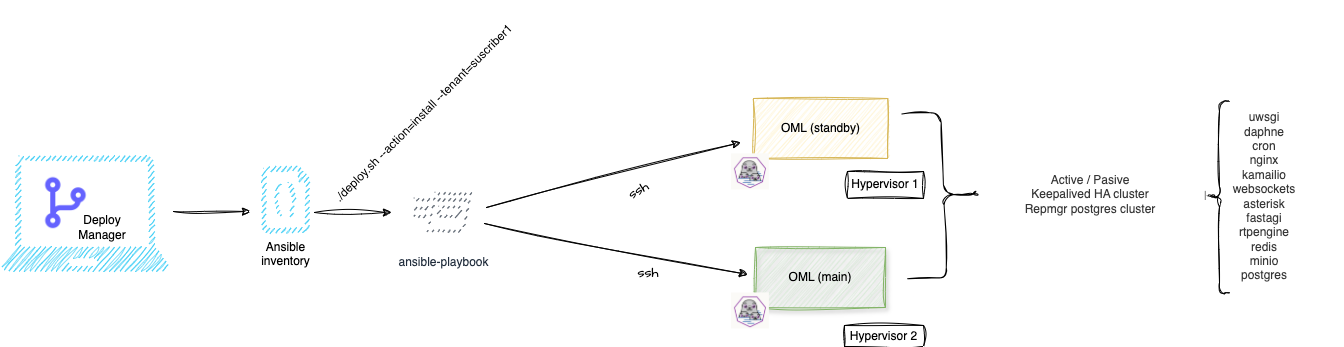 ./deploy.sh --action=install --tenant=suscriber1
Deploy
Manager
Ansible
inventory
ansible-playbook
ssh
ssh
OML (standby)
Hypervisor 1
OML (main)
Hypervisor 2
Active / Pasive
Keepalived HA cluster
Repmgr postgres cluster
uwsgi
daphne
cron
nginx
kamailio
websockets
asterisk
fastagi
rtpengine
redis
minio
postgres